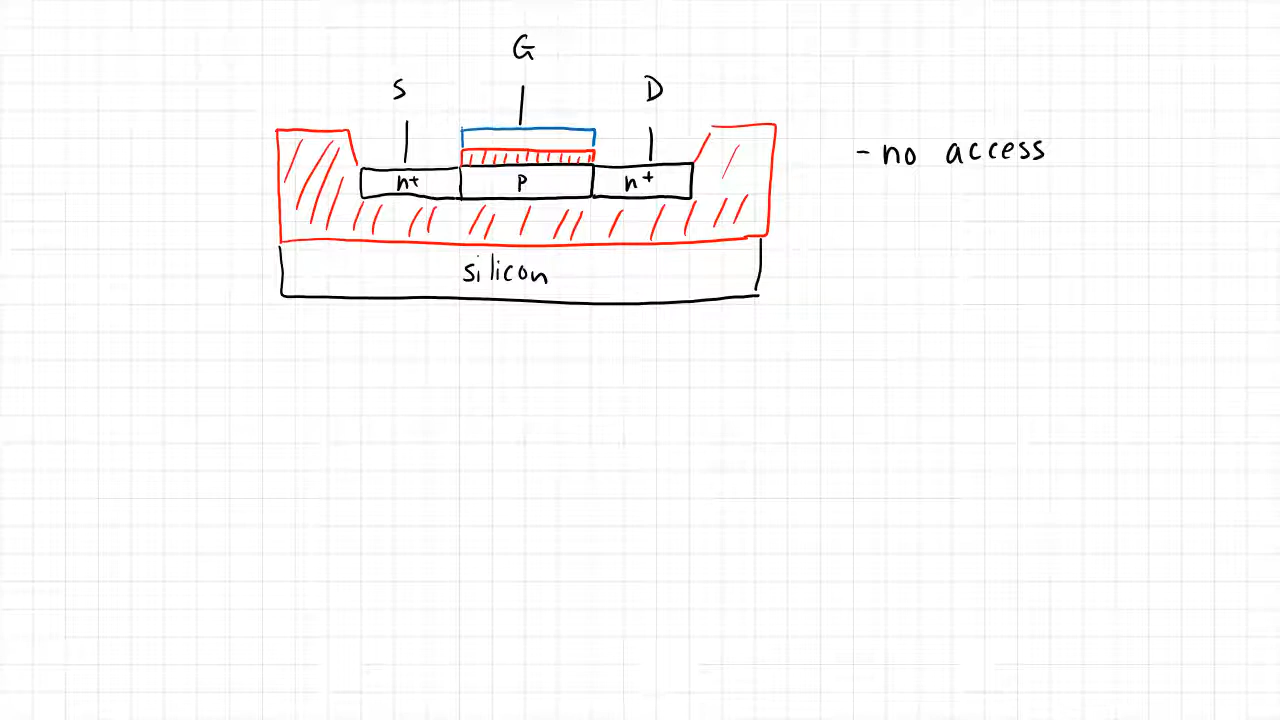 G
S
D
- no access
n+
p
n+
silicon